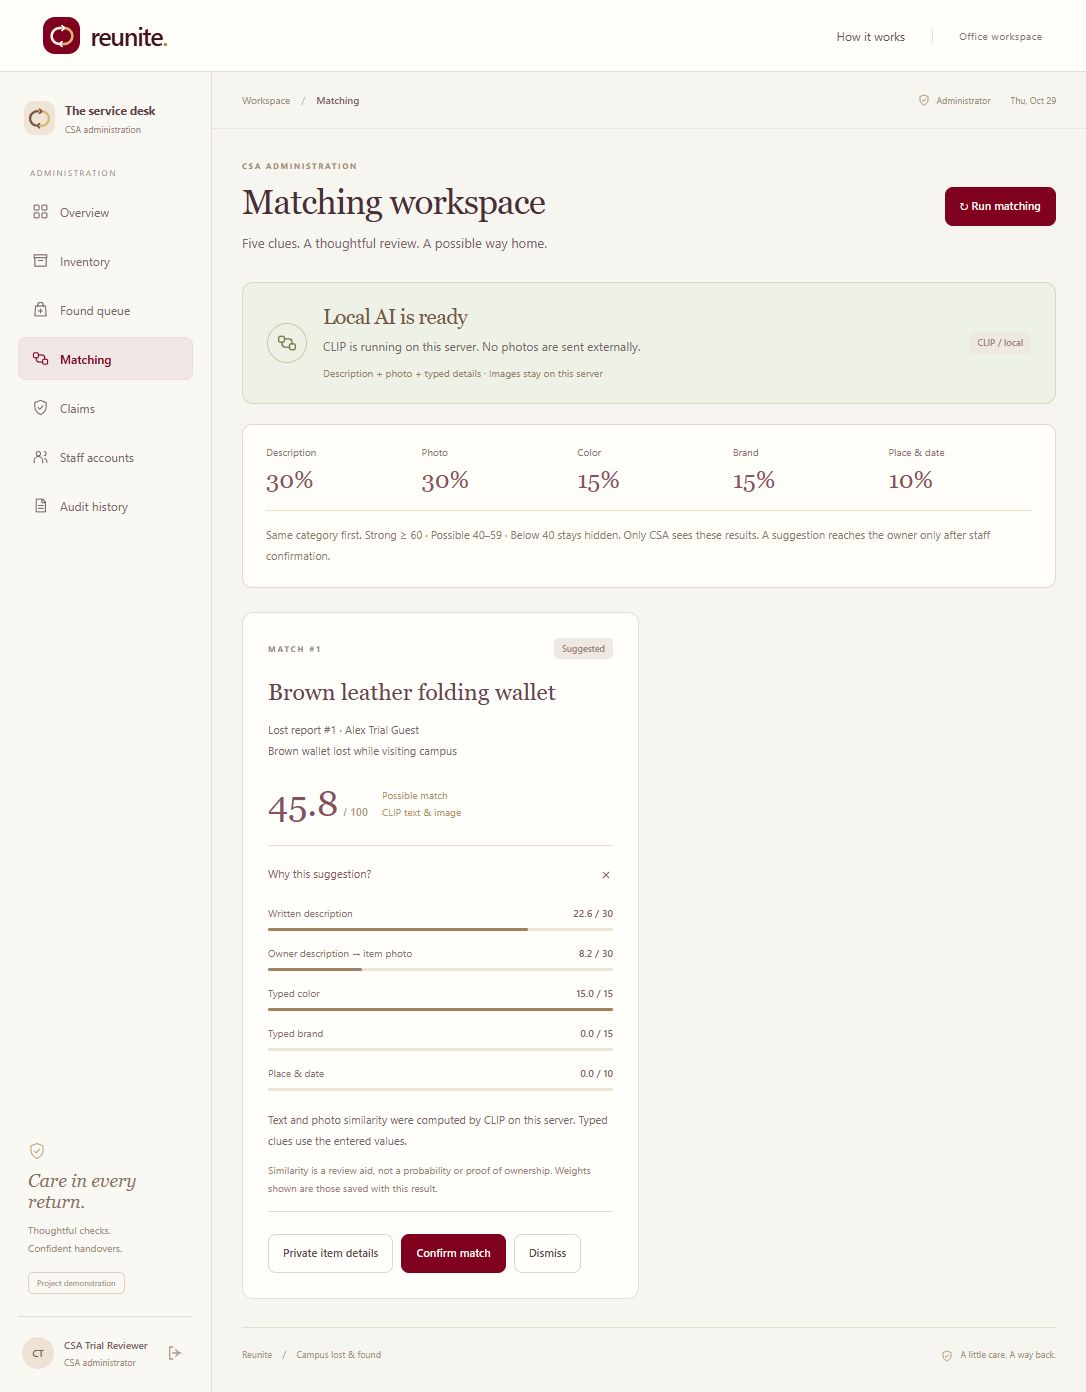 reunite.
How it works
Office workspace
The service desk
CSA administration
ADMINISTRATION
Overview
Inventory
Found queue
Matching
Claims
Staff accounts
Audit history
Care in every
return.
Thoughtful checks.
Confident handovers.
Project demonstration
CT
CSA Trial Reviewer
CSA administrator
Workspace / Matching
Administrator
Thu, Oct 29
CSA ADMINISTRATION
Matching workspace
Five clues. A thoughtful review. A possible way home.
↻ Run matching
Local AI is ready
CLIP is running on this server. No photos are sent externally.
Description + photo + typed details · Images stay on this server
CLIP / local
Description
30%
Photo
30%
Color
15%
Brand
15%
Place & date
10%
Same category first. Strong ≥ 60 · Possible 40–59 · Below 40 stays hidden. Only CSA sees these results. A suggestion reaches the owner only after staff
confirmation.
MATCH #1
Suggested
Brown leather folding wallet
Lost report #1 · Alex Trial Guest
Brown wallet lost while visiting campus
45.8 / 100
Possible match
CLIP text & image
Why this suggestion? ×
Written description 22.6 / 30
Owner description → item photo 8.2 / 30
Typed color 15.0 / 15
Typed brand 0.0 / 15
Place & date 0.0 / 10
Text and photo similarity were computed by CLIP on this server. Typed
clues use the entered values.
Similarity is a review aid, not a probability or proof of ownership. Weights
shown are those saved with this result.
Private item details
Confirm match
Dismiss
Reunite / Campus lost & found
A little care. A way back.